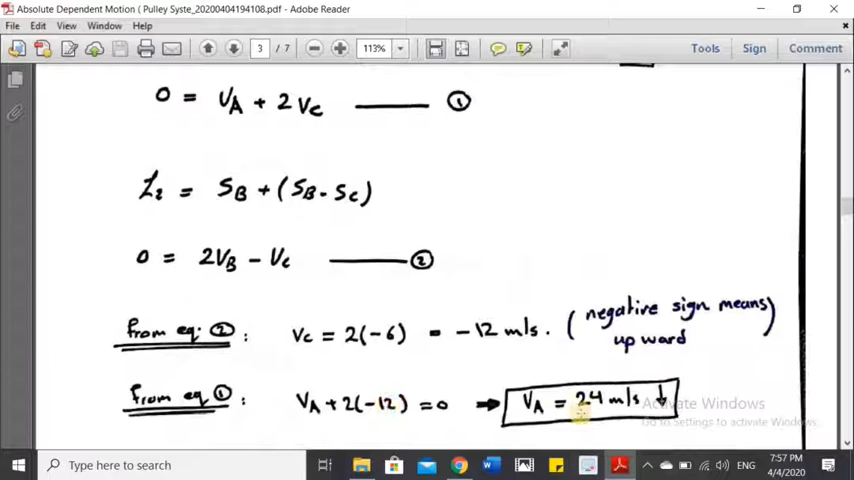 Absolute Dependent Motion ( Pulley Syste_20200404194108.pdf - Adobe Reader
File Edit View Window Help
3 / 7 113% Tools Sign Comment
0 = VA + 2 Vc ——— ①
L2 = SB + (SB - Sc)
0 = 2VB - Vc ——— ②
from eq: ② : Vc = 2(-6) = -12 m/s. (negative sign means upward)
from eq ① : VA + 2(-12) = 0 → VA = 24 m/s ↓
Activate Windows
Go to Settings to activate Windows.
Type here to search
ENG
7:57 PM
4/4/2020